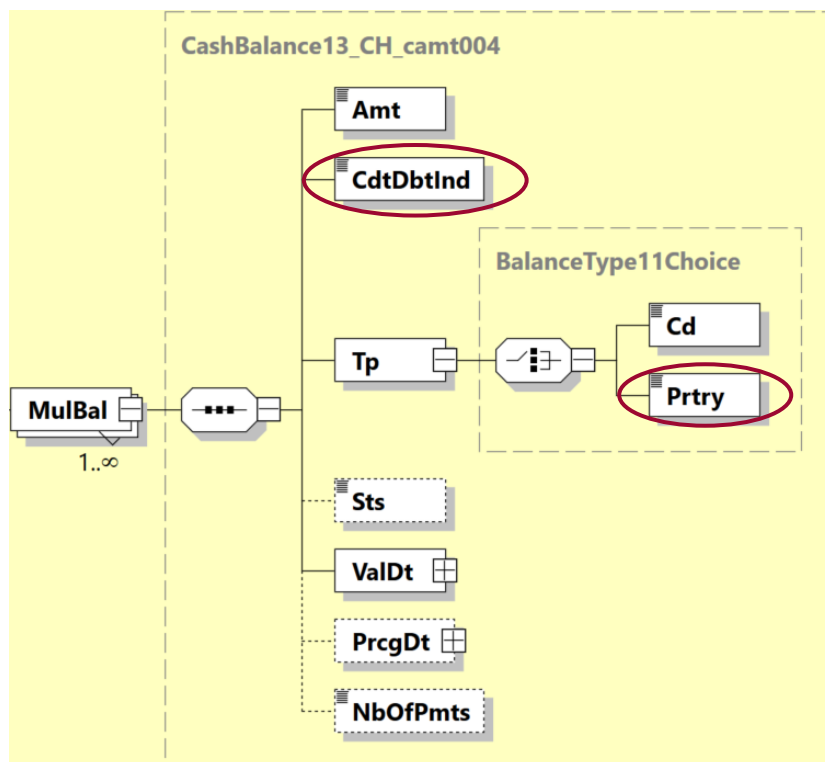 CashBalance13_CH_camt004
Amt
CdtDbtInd
BalanceType11Choice
Cd
Tp
Prtry
MulBal
1..∞
Sts
ValDt
PrcgDt
NbOfPmts